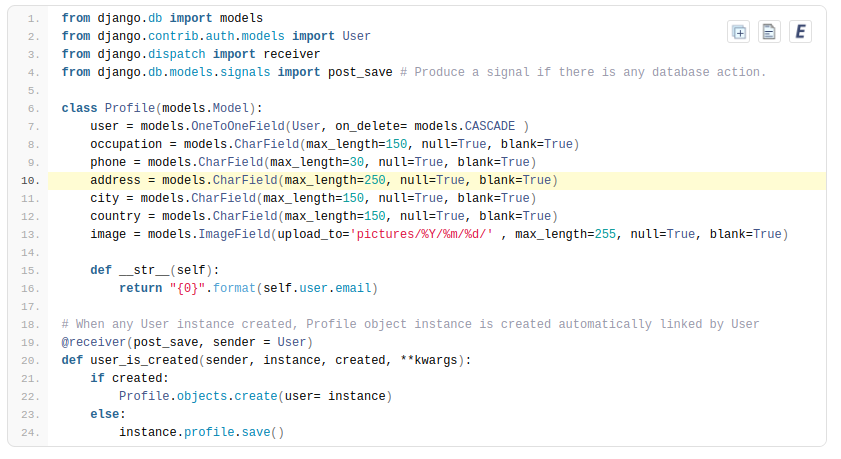 1. from django.db import models
2. from django.contrib.auth.models import User
3. from django.dispatch import receiver
4. from django.db.models.signals import post_save # Produce a signal if there is any database action.
5.
6. class Profile(models.Model):
7.     user = models.OneToOneField(User, on_delete= models.CASCADE )
8.     occupation = models.CharField(max_length=150, null=True, blank=True)
9.     phone = models.CharField(max_length=30, null=True, blank=True)
10.     address = models.CharField(max_length=250, null=True, blank=True)
11.     city = models.CharField(max_length=150, null=True, blank=True)
12.     country = models.CharField(max_length=150, null=True, blank=True)
13.     image = models.ImageField(upload_to='pictures/%Y/%m/%d/' , max_length=255, null=True, blank=True)
14.
15.     def __str__(self):
16.         return "{0}".format(self.user.email)
17.
18. # When any User instance created, Profile object instance is created automatically linked by User
19. @receiver(post_save, sender = User)
20. def user_is_created(sender, instance, created, **kwargs):
21.     if created:
22.         Profile.objects.create(user= instance)
23.     else:
24.         instance.profile.save()
E